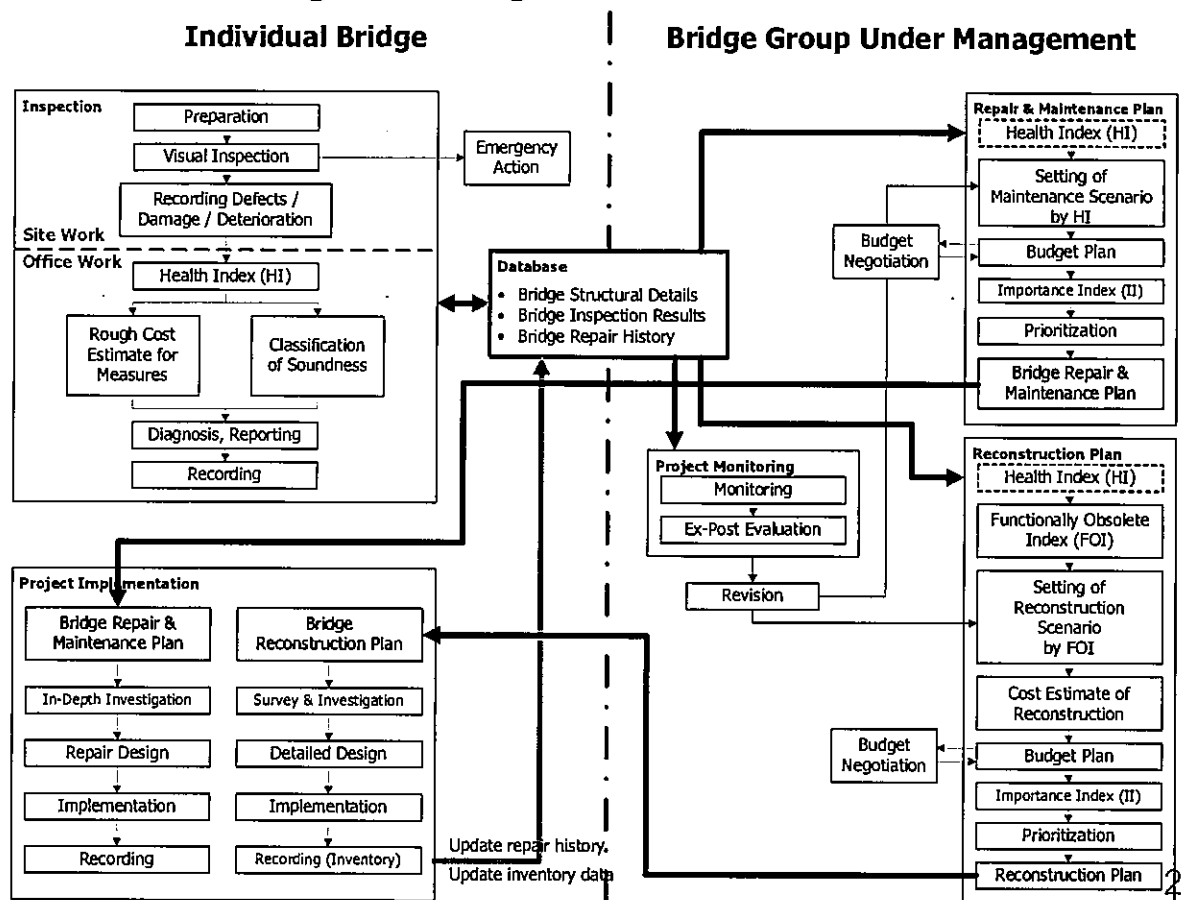 Individual Bridge
Bridge Group Under Management
Inspection
Preparation
Visual Inspection
Emergency
Action
Recording Defects /
Damage / Deterioration
Site Work
Office Work
Health Index (HI)
Rough Cost
Estimate for
Measures
Classification
of Soundness
Diagnosis, Reporting
Recording
Database
• Bridge Structural Details
• Bridge Inspection Results
• Bridge Repair History
Repair & Maintenance Plan
Health Index (HI)
Setting of
Maintenance Scenario
by HI
Budget
Negotiation
Budget Plan
Importance Index (II)
Prioritization
Bridge Repair &
Maintenance Plan
Project Monitoring
Monitoring
Ex-Post Evaluation
Revision
Reconstruction Plan
Health Index (HI)
Functionally Obsolete
Index (FOI)
Setting of
Reconstruction
Scenario
by FOI
Cost Estimate of
Reconstruction
Budget
Negotiation
Budget Plan
Importance Index (II)
Prioritization
Reconstruction Plan
Project Implementation
Bridge Repair &
Maintenance Plan
In-Depth Investigation
Repair Design
Implementation
Recording
Bridge
Reconstruction Plan
Survey & Investigation
Detailed Design
Implementation
Recording (Inventory)
Update repair history
Update inventory data
2